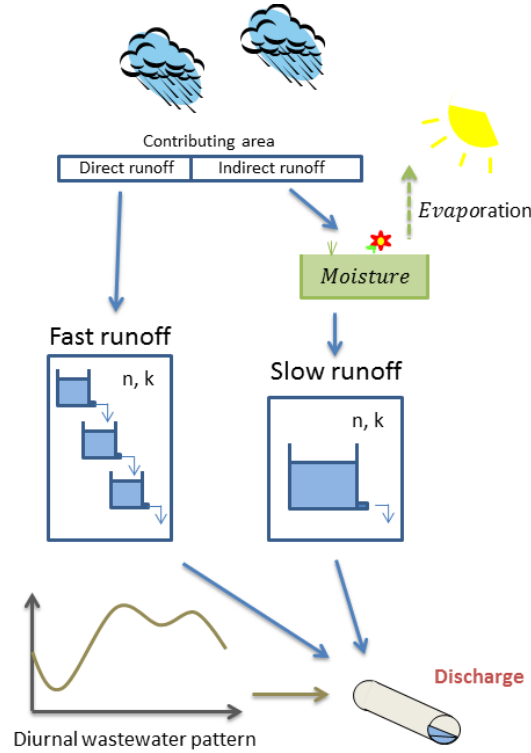 Contributing area
Direct runoff
Indirect runoff
Evaporation
Moisture
Fast runoff
n, k
Slow runoff
n, k
Discharge
Diurnal wastewater pattern